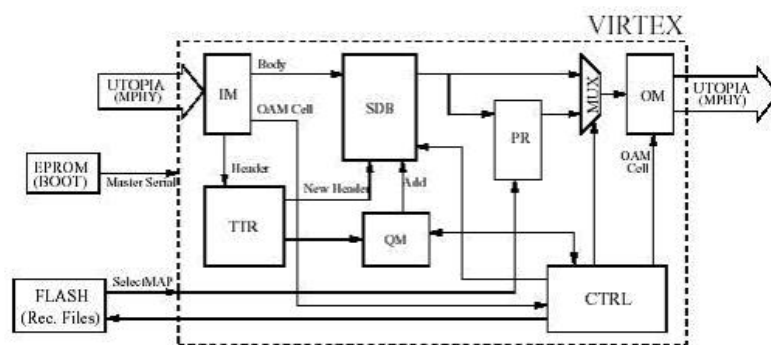 VIRTEX
UTOPIA
(MPHY)
IM
Body
OAM Cell
SDB
PR
MUX
OM
UTOPIA
(MPHY)
EPROM
(BOOT)
Master Serial
Header
New Header
Add
OAM
Cell
TTR
QM
SelectMAP
FLASH
(Rec. Files)
CTRL